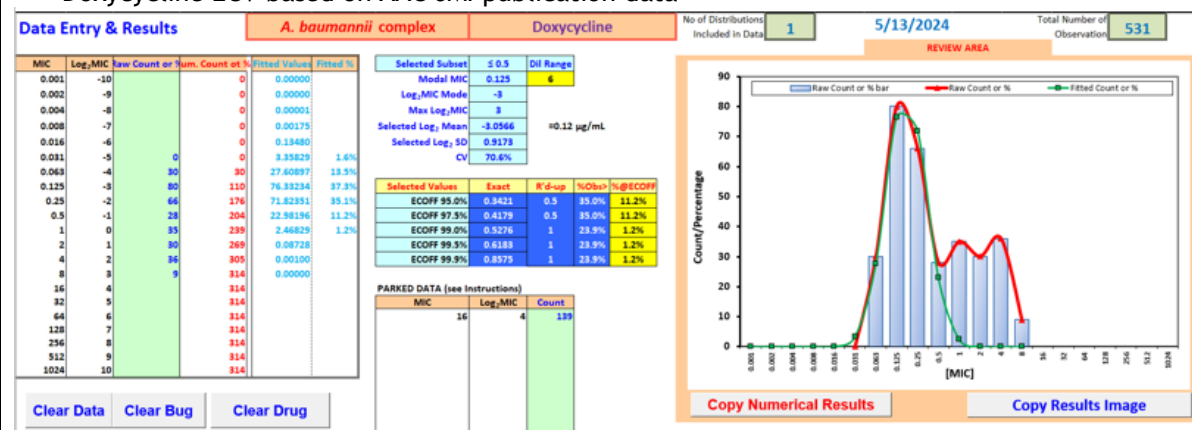 Doxycycline ECV based on AAC JMI publication data
Data Entry & Results
A. baumannii complex
Doxycycline
No of Distributions Included in Data 1
5/13/2024
Total Number of Observation 531
REVIEW AREA
MIC Log₂MIC Raw Count or % um. Count ot % Fitted Values Fitted %
0.001 -10 0 0.00000
0.002 -9 0 0.00000
0.004 -8 0 0.00001
0.008 -7 0 0.00175
0.016 -6 0 0.13480
0.031 -5 0 0 3.35829 1.6%
0.063 -4 30 30 27.60897 13.5%
0.125 -3 80 110 76.33234 37.3%
0.25 -2 66 176 71.82351 35.1%
0.5 -1 28 204 22.98196 11.2%
1 0 35 239 2.46829 1.2%
2 1 30 269 0.08728
4 2 36 305 0.00100
8 3 9 314 0.00000
16 4 314
32 5 314
64 6 314
128 7 314
256 8 314
512 9 314
1024 10 314
Selected Subset ≤ 0.5 Dil Range
Modal MIC 0.125 6
Log₂MIC Mode -3
Max Log₂MIC 3
Selected Log₂ Mean -3.0566 =0.12 µg/mL
Selected Log₂ SD 0.9173
CV 70.6%
Selected Values Exact R'd-up %Obs> %@ECOFF
ECOFF 95.0% 0.3421 0.5 35.0% 11.2%
ECOFF 97.5% 0.4179 0.5 35.0% 11.2%
ECOFF 99.0% 0.5276 1 23.9% 1.2%
ECOFF 99.5% 0.6183 1 23.9% 1.2%
ECOFF 99.9% 0.8575 1 23.9% 1.2%
PARKED DATA (see Instructions)
MIC Log₂MIC Count
16 4 139
Raw Count or % bar Raw Count or % Fitted Count or %
Count/Percentage
90
80
70
60
50
40
30
20
10
0
0.001 0.002 0.004 0.008 0.016 0.031 0.063 0.125 0.25 0.5 1 2 4 8 16 32 64 128 256 512 1024
[MIC]
Clear Data Clear Bug Clear Drug
Copy Numerical Results Copy Results Image